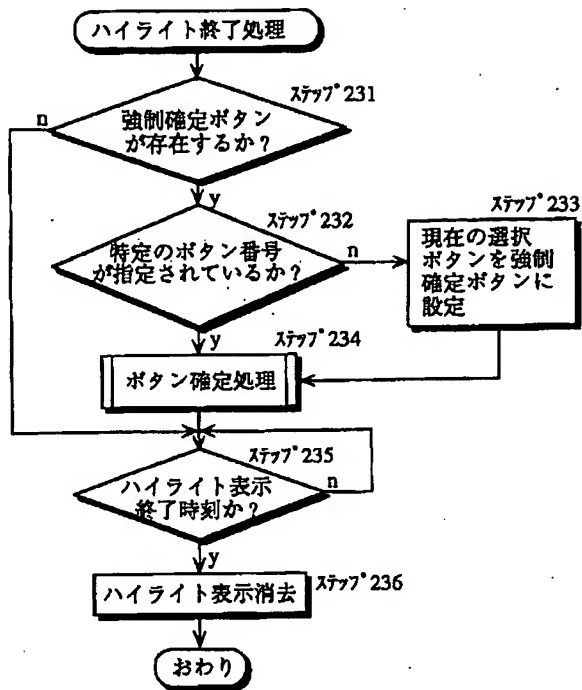 ハイライト終了処理
ステップ231
強制確定ボタン
が存在するか?
n
y
ステップ232
特定のボタン番号
が指定されているか?
n
y
ステップ233
現在の選択
ボタンを強制
確定ボタンに
設定
ステップ234
ボタン確定処理
ステップ235
ハイライト表示
終了時刻か?
n
y
ハイライト表示消去
ステップ236
おわり